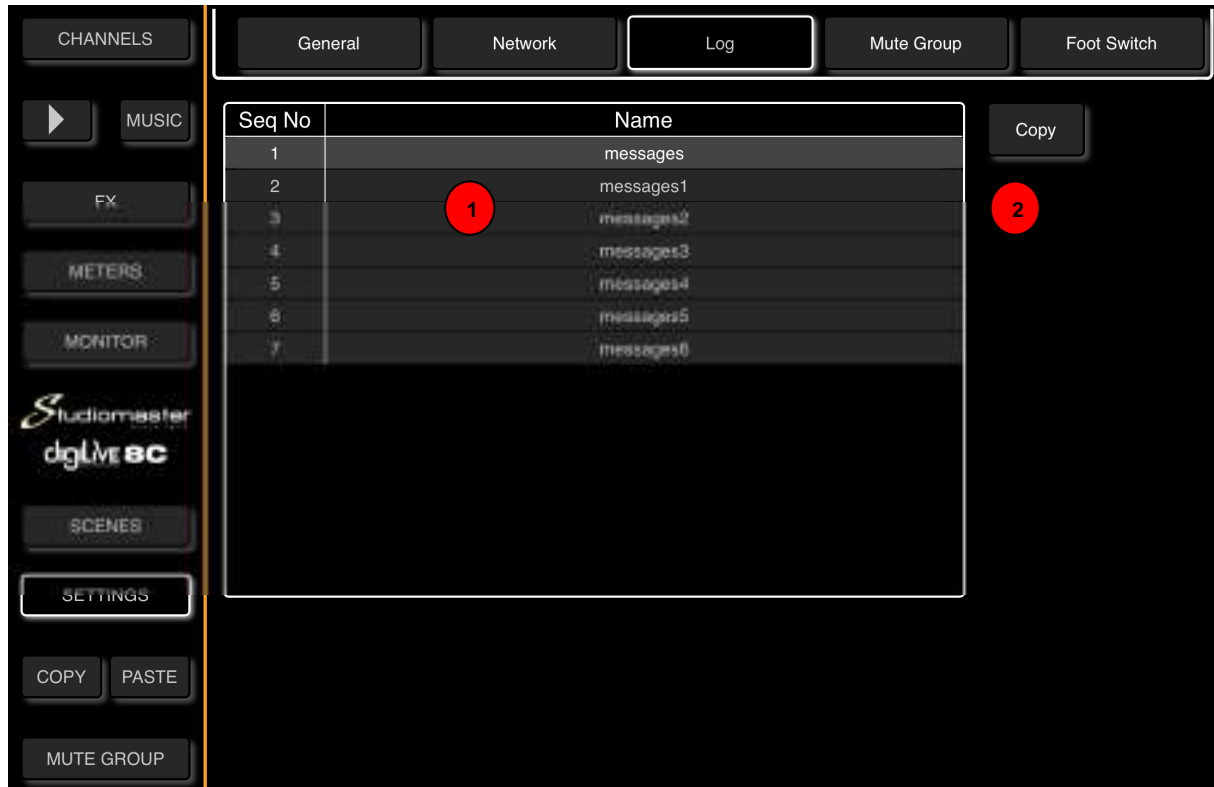 CHANNELS
General Network Log Mute Group Foot Switch
MUSIC
Seq No Name
Copy
1 messages
2 messages1
FX
1
2
3 messages2
4 messages3
METERS
5 messages4
6 messages5
MONITOR
7 messages6
Studiomaster
digiLivE 8C
SCENES
SETTINGS
COPY PASTE
MUTE GROUP